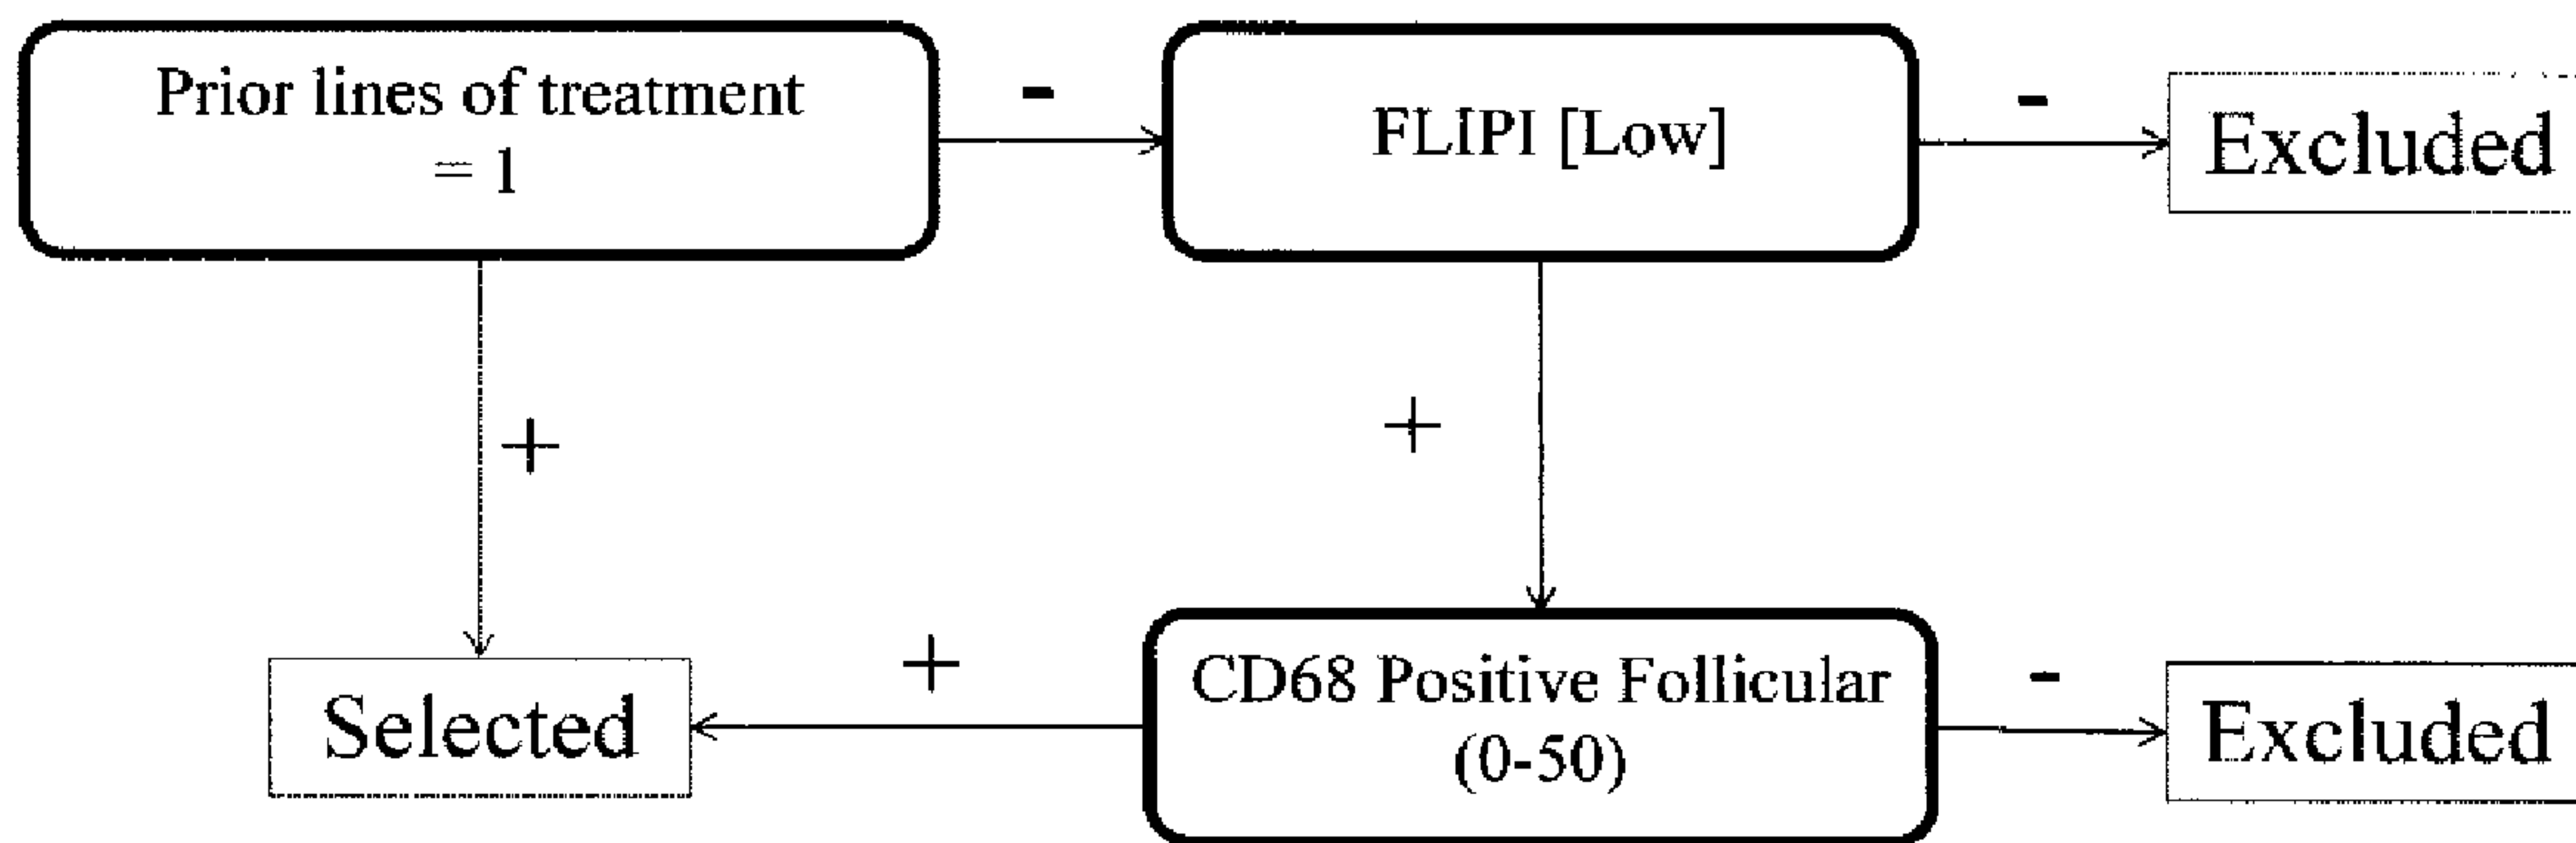 Prior lines of treatment
= 1
-
FLIPI [Low]
-
Excluded
+
+
Selected
+
CD68 Positive Follicular
(0-50)
-
Excluded